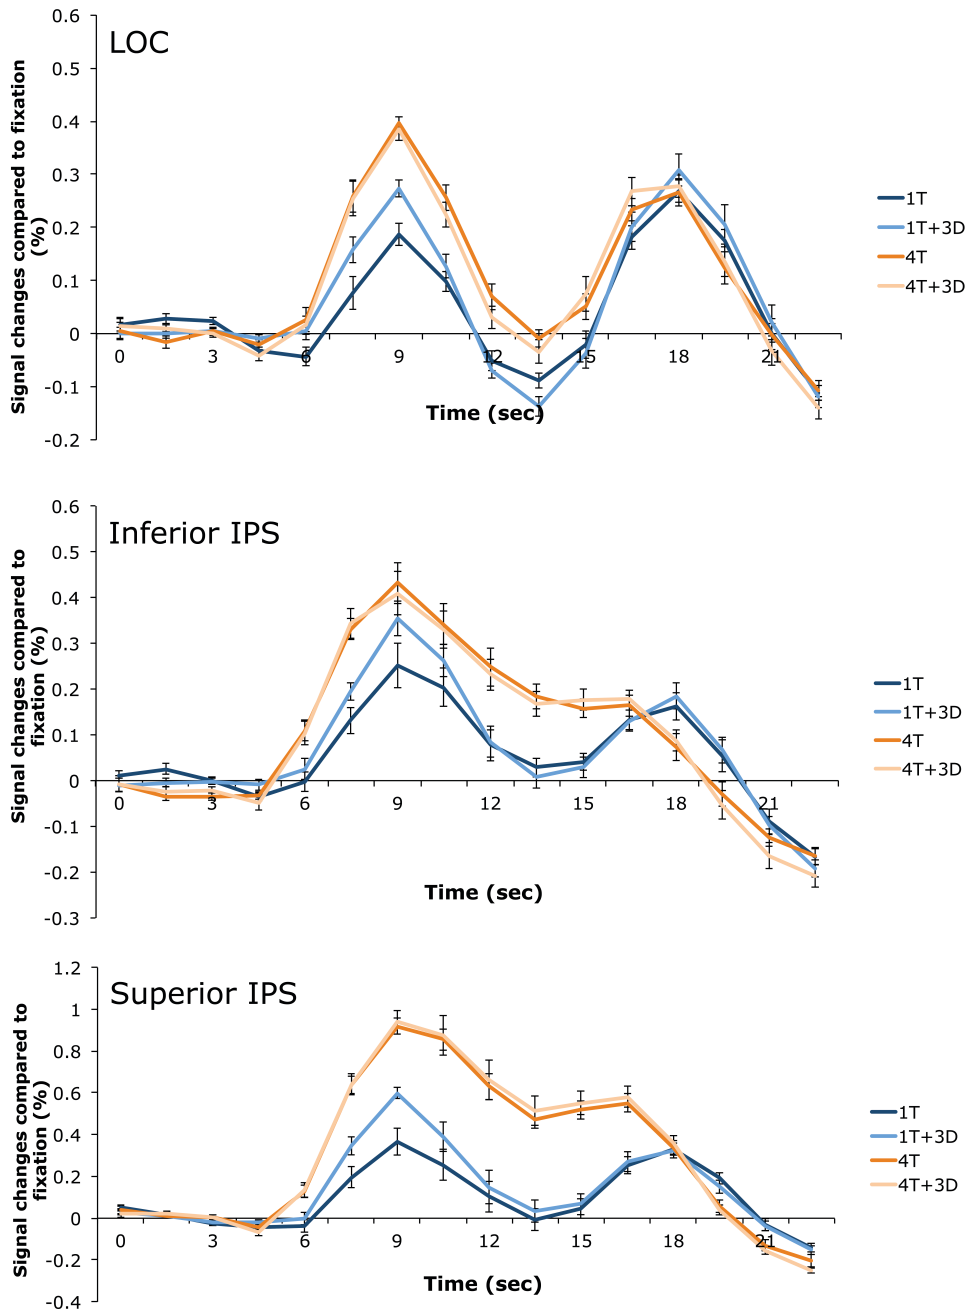 LOC
Signal changes compared to fixation
(%)
0.6
0.5
0.4
0.3
0.2
0.1
0
-0.1
-0.2
0 3 6 9 12 15 18 21
Time (sec)
1T
1T+3D
4T
4T+3D
Inferior IPS
Signal changes compared to
fixation (%)
0.6
0.5
0.4
0.3
0.2
0.1
0
-0.1
-0.2
-0.3
0 3 6 9 12 15 18 21
Time (sec)
1T
1T+3D
4T
4T+3D
Superior IPS
Signal changes compared to
fixation (%)
1.2
1
0.8
0.6
0.4
0.2
0
-0.2
-0.4
0 3 6 9 12 15 18 21
Time (sec)
1T
1T+3D
4T
4T+3D